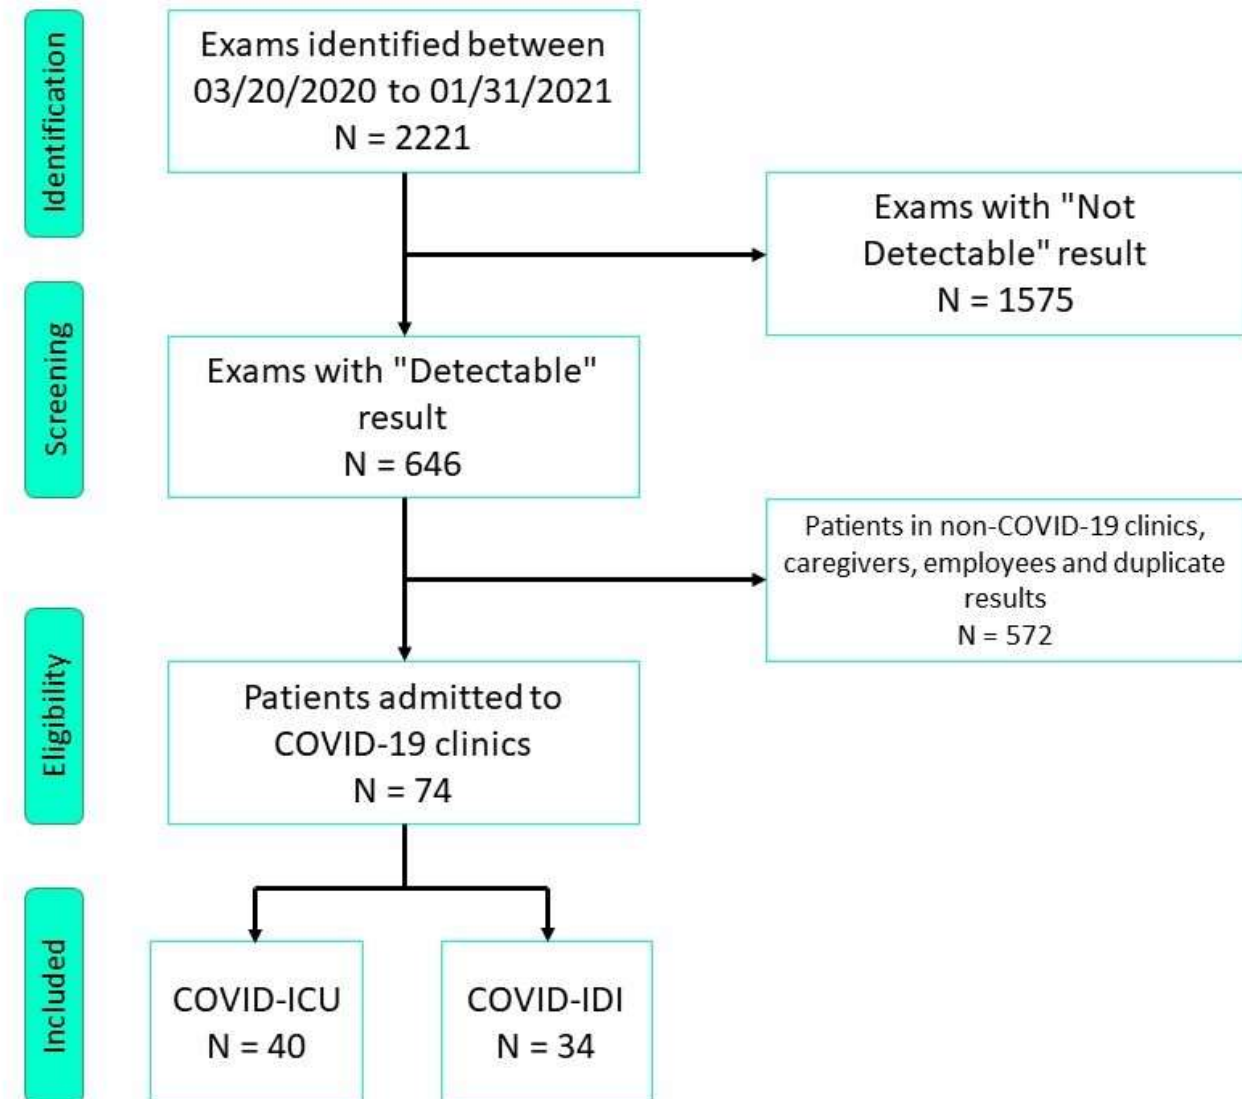 Identification
Exams identified between
03/20/2020 to 01/31/2021
N = 2221
Exams with "Not
Detectable" result
N = 1575
Screening
Exams with "Detectable"
result
N = 646
Patients in non-COVID-19 clinics,
caregivers, employees and duplicate
results
N = 572
Eligibility
Patients admitted to
COVID-19 clinics
N = 74
Included
COVID-ICU
N = 40
COVID-IDI
N = 34